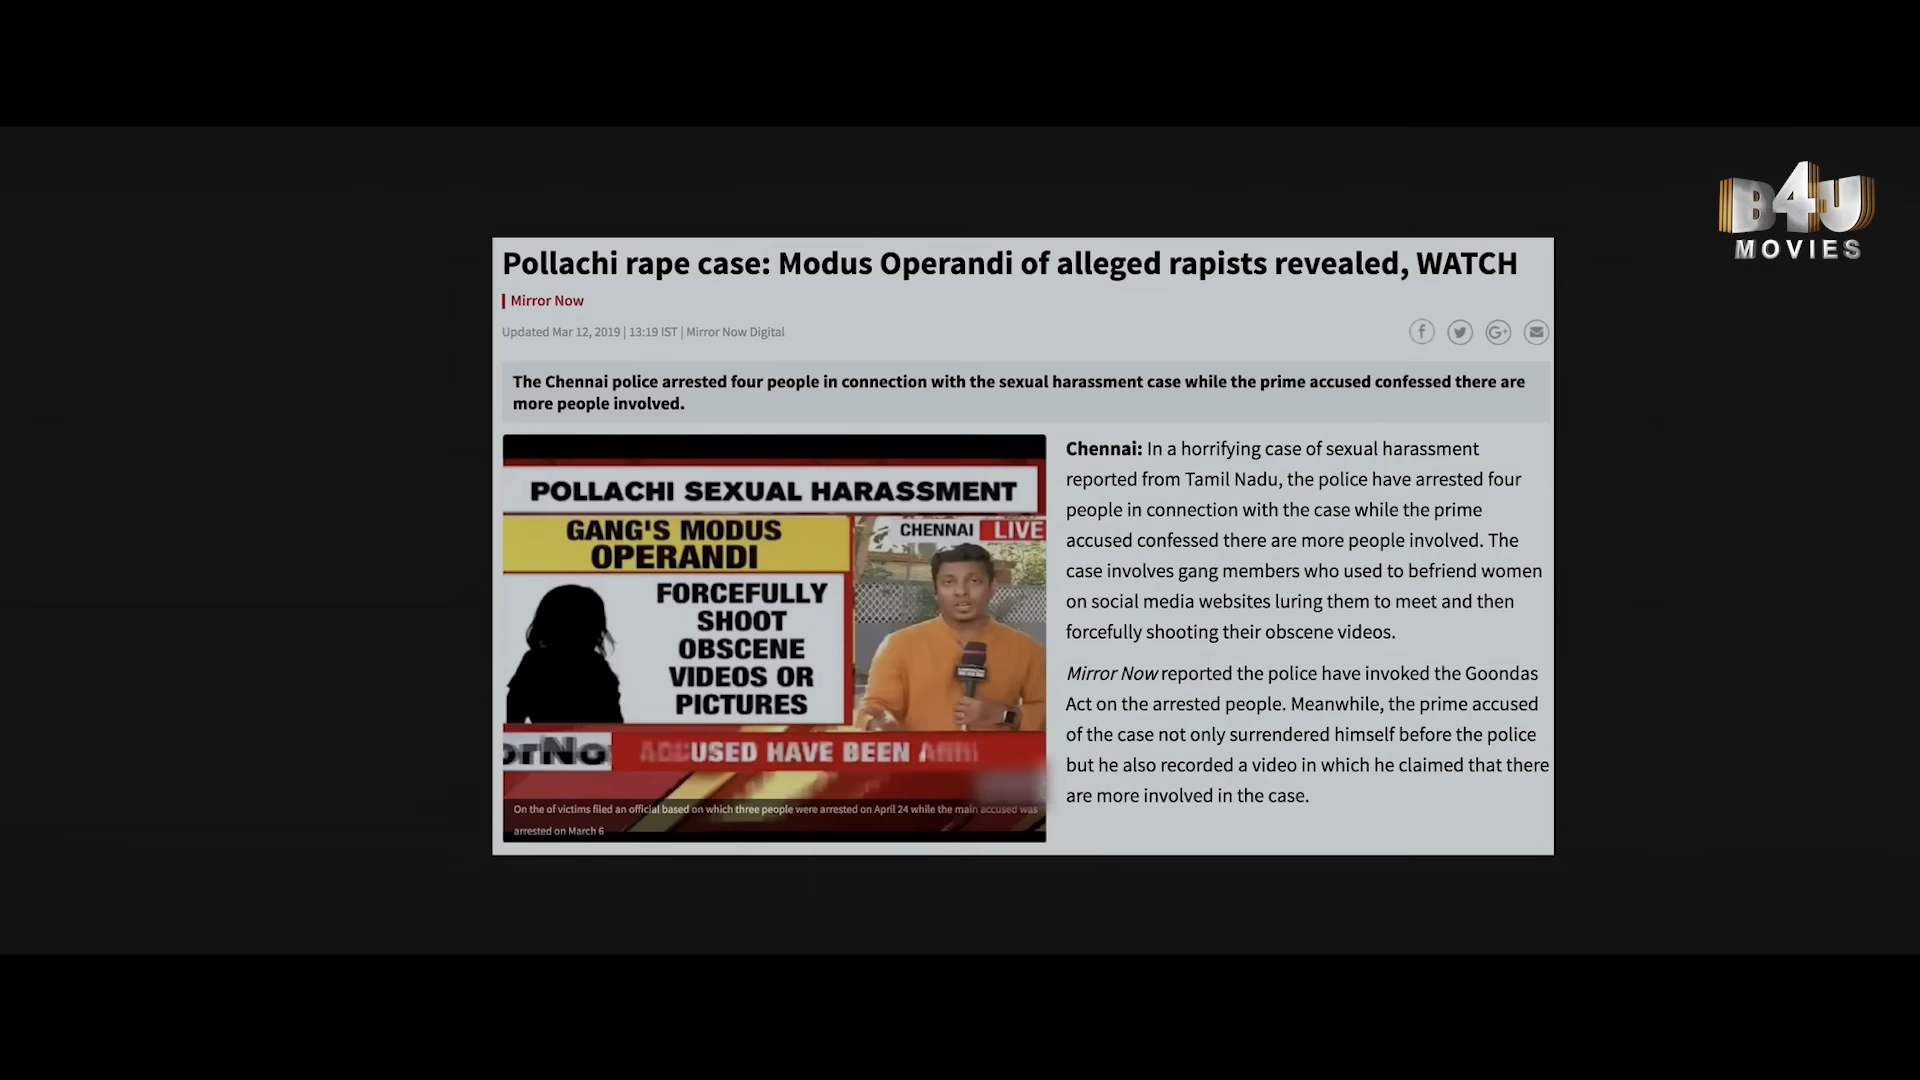 B4U
MOVIES
Pollachi rape case: Modus Operandi of alleged rapists revealed, WATCH
Mirror Now
Updated Mar 12, 2019 | 13:19 IST | Mirror Now Digital
The Chennai police arrested four people in connection with the sexual harassment case while the prime accused confessed there are
more people involved.
POLLACHI SEXUAL HARASSMENT
GANG'S MODUS
OPERANDI
CHENNAI LIVE
FORCEFULLY
SHOOT
OBSCENE
VIDEOS OR
PICTURES
USED HAVE BEEN
On the of victims filed an official based on which three people were arrested on April 24 while the main accused was
arrested on March 6
Chennai: In a horrifying case of sexual harassment
reported from Tamil Nadu, the police have arrested four
people in connection with the case while the prime
accused confessed there are more people involved. The
case involves gang members who used to befriend women
on social media websites luring them to meet and then
forcefully shooting their obscene videos.
Mirror Now reported the police have invoked the Goondas
Act on the arrested people. Meanwhile, the prime accused
of the case not only surrendered himself before the police
but he also recorded a video in which he claimed that there
are more involved in the case.